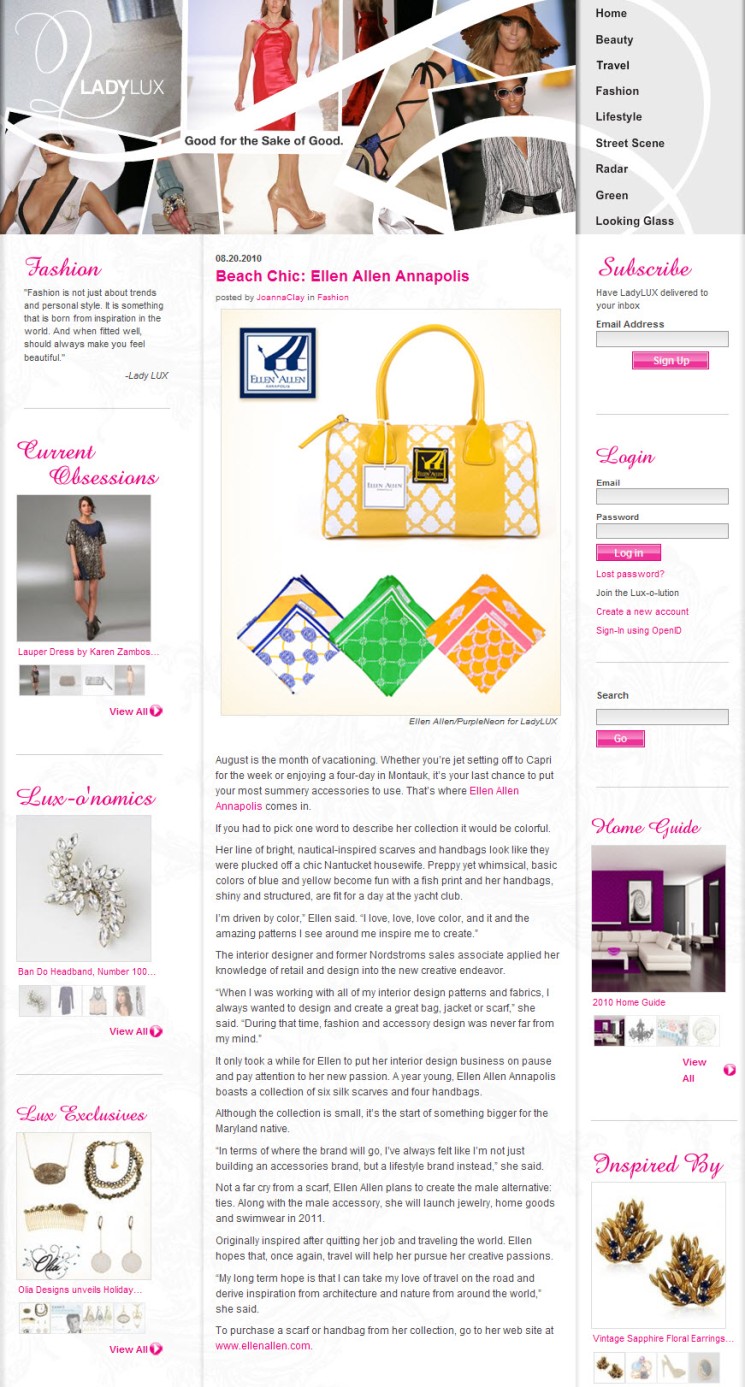 LADYLUX
Good for the Sake of Good.
Home
Beauty
Travel
Fashion
Lifestyle
Street Scene
Radar
Green
Looking Glass
Fashion
"Fashion is not just about trends
and personal style. It is something
that is born from inspiration in the
world. And when fitted well,
should always make you feel
beautiful."
-Lady LUX
Current
Obsessions
Lauper Dress by Karen Zambos...
View All
Lux-o'nomics
Ban Do Headband, Number 100...
View All
Lux Exclusives
Olia
Designs
Olia Designs unveils Holiday...
View All
08.20.2010
Beach Chic: Ellen Allen Annapolis
posted by JoannaClay in Fashion
ELLEN ALLEN
ANNAPOLIS
ELLEN ALLEN
ELLEN ALLEN
Ellen Allen/PurpleNeon for LadyLUX
August is the month of vacationing. Whether you're jet setting off to Capri
for the week or enjoying a four-day in Montauk, it's your last chance to put
your most summery accessories to use. That's where Ellen Allen
Annapolis comes in.
If you had to pick one word to describe her collection it would be colorful.
Her line of bright, nautical-inspired scarves and handbags look like they
were plucked off a chic Nantucket housewife. Preppy yet whimsical, basic
colors of blue and yellow become fun with a fish print and her handbags,
shiny and structured, are fit for a day at the yacht club.
I'm driven by color," Ellen said. "I love, love, love color, and it and the
amazing patterns I see around me inspire me to create."
The interior designer and former Nordstroms sales associate applied her
knowledge of retail and design into the new creative endeavor.
"When I was working with all of my interior design patterns and fabrics, I
always wanted to design and create a great bag, jacket or scarf," she
said. "During that time, fashion and accessory design was never far from
my mind."
It only took a while for Ellen to put her interior design business on pause
and pay attention to her new passion. A year young, Ellen Allen Annapolis
boasts a collection of six silk scarves and four handbags.
Although the collection is small, it's the start of something bigger for the
Maryland native.
"In terms of where the brand will go, I've always felt like I'm not just
building an accessories brand, but a lifestyle brand instead," she said.
Not a far cry from a scarf, Ellen Allen plans to create the male alternative:
ties. Along with the male accessory, she will launch jewelry, home goods
and swimwear in 2011.
Originally inspired after quitting her job and traveling the world. Ellen
hopes that, once again, travel will help her pursue her creative passions.
"My long term hope is that I can take my love of travel on the road and
derive inspiration from architecture and nature from around the world,"
she said.
To purchase a scarf or handbag from her collection, go to her web site at
www.ellenallen.com.
Subscribe
Have LadyLUX delivered to
your inbox
Email Address
Sign Up
Login
Email
Password
Log in
Lost password?
Join the Lux-o-lution
Create a new account
Sign-In using OpenID
Search
Go
Home Guide
2010 Home Guide
View
All
Inspired By
Vintage Sapphire Floral Earrings...